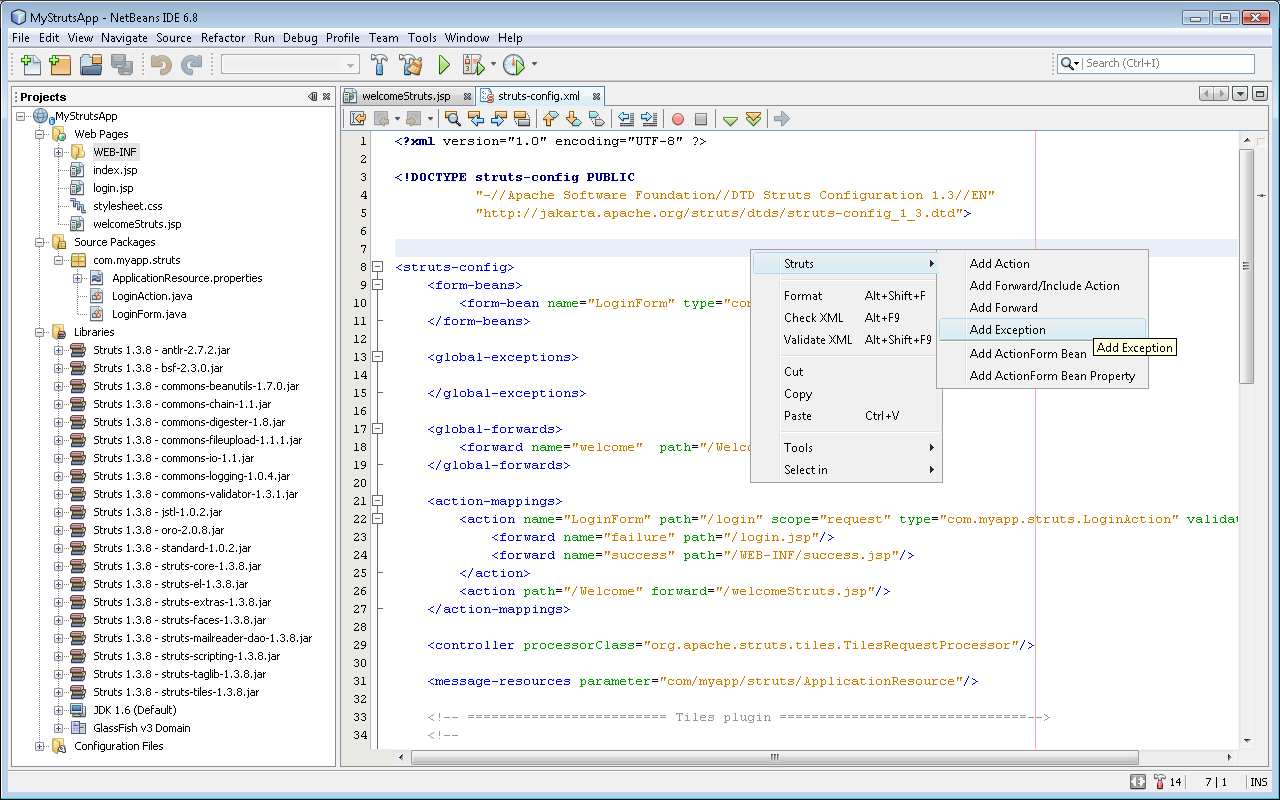 MyStrutsApp - NetBeans IDE 6.8
File Edit View Navigate Source Refactor Run Debug Profile Team Tools Window Help
Search (Ctrl+I)
Projects
MyStrutsApp
Web Pages
WEB-INF
index.jsp
login.jsp
stylesheet.css
welcomeStruts.jsp
Source Packages
com.myapp.struts
ApplicationResource.properties
LoginAction.java
LoginForm.java
Libraries
Struts 1.3.8 - antlr-2.7.2.jar
Struts 1.3.8 - bsf-2.3.0.jar
Struts 1.3.8 - commons-beanutils-1.7.0.jar
Struts 1.3.8 - commons-chain-1.1.jar
Struts 1.3.8 - commons-digester-1.8.jar
Struts 1.3.8 - commons-fileupload-1.1.1.jar
Struts 1.3.8 - commons-io-1.1.jar
Struts 1.3.8 - commons-logging-1.0.4.jar
Struts 1.3.8 - commons-validator-1.3.1.jar
Struts 1.3.8 - jstl-1.0.2.jar
Struts 1.3.8 - oro-2.0.8.jar
Struts 1.3.8 - standard-1.0.2.jar
Struts 1.3.8 - struts-core-1.3.8.jar
Struts 1.3.8 - struts-el-1.3.8.jar
Struts 1.3.8 - struts-extras-1.3.8.jar
Struts 1.3.8 - struts-faces-1.3.8.jar
Struts 1.3.8 - struts-mailreader-dao-1.3.8.jar
Struts 1.3.8 - struts-scripting-1.3.8.jar
Struts 1.3.8 - struts-taglib-1.3.8.jar
Struts 1.3.8 - struts-tiles-1.3.8.jar
JDK 1.6 (Default)
GlassFish v3 Domain
Configuration Files
welcomeStruts.jsp struts-config.xml
1 <?xml version="1.0" encoding="UTF-8" ?>
2
3 <!DOCTYPE struts-config PUBLIC
4 "-//Apache Software Foundation//DTD Struts Configuration 1.3//EN"
5 "http://jakarta.apache.org/struts/dtds/struts-config_1_3.dtd">
6
7
8 <struts-config>
9 <form-beans>
10 <form-bean name="LoginForm" type="com
11 </form-beans>
12
13 <global-exceptions>
14
15 </global-exceptions>
16
17 <global-forwards>
18 <forward name="welcome" path="/Welc
19 </global-forwards>
20
21 <action-mappings>
22 <action name="LoginForm" path="/login" scope="request" type="com.myapp.struts.LoginAction" validat
23 <forward name="failure" path="/login.jsp"/>
24 <forward name="success" path="/WEB-INF/success.jsp"/>
25 </action>
26 <action path="/Welcome" forward="/welcomeStruts.jsp"/>
27 </action-mappings>
28
29 <controller processorClass="org.apache.struts.tiles.TilesRequestProcessor"/>
30
31 <message-resources parameter="com/myapp/struts/ApplicationResource"/>
32
33 <!-- ========================= Tiles plugin ===============================-->
34 <!--
Struts
Format Alt+Shift+F
Check XML Alt+F9
Validate XML Alt+Shift+F9
Cut
Copy
Paste Ctrl+V
Tools
Select in
Add Action
Add Forward/Include Action
Add Forward
Add Exception
Add ActionForm Bean
Add ActionForm Bean Property
Add Exception
14 7 | 1 INS